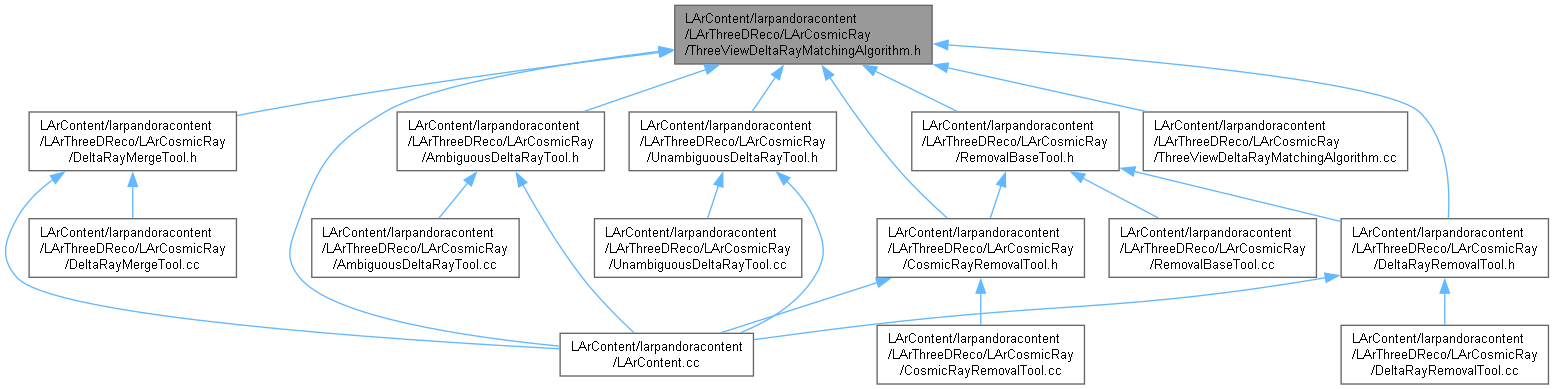 LArContent/larpandoracontent
/LArThreeDReco/LArCosmicRay
/ThreeViewDeltaRayMatchingAlgorithm.h
LArContent/larpandoracontent
/LArThreeDReco/LArCosmicRay
/DeltaRayMergeTool.h
LArContent/larpandoracontent
/LArThreeDReco/LArCosmicRay
/AmbiguousDeltaRayTool.h
LArContent/larpandoracontent
/LArThreeDReco/LArCosmicRay
/UnambiguousDeltaRayTool.h
LArContent/larpandoracontent
/LArThreeDReco/LArCosmicRay
/RemovalBaseTool.h
LArContent/larpandoracontent
/LArThreeDReco/LArCosmicRay
/ThreeViewDeltaRayMatchingAlgorithm.cc
LArContent/larpandoracontent
/LArThreeDReco/LArCosmicRay
/DeltaRayMergeTool.cc
LArContent/larpandoracontent
/LArThreeDReco/LArCosmicRay
/AmbiguousDeltaRayTool.cc
LArContent/larpandoracontent
/LArThreeDReco/LArCosmicRay
/UnambiguousDeltaRayTool.cc
LArContent/larpandoracontent
/LArThreeDReco/LArCosmicRay
/CosmicRayRemovalTool.h
LArContent/larpandoracontent
/LArThreeDReco/LArCosmicRay
/RemovalBaseTool.cc
LArContent/larpandoracontent
/LArThreeDReco/LArCosmicRay
/DeltaRayRemovalTool.h
LArContent/larpandoracontent
/LArContent.cc
LArContent/larpandoracontent
/LArThreeDReco/LArCosmicRay
/CosmicRayRemovalTool.cc
LArContent/larpandoracontent
/LArThreeDReco/LArCosmicRay
/DeltaRayRemovalTool.cc